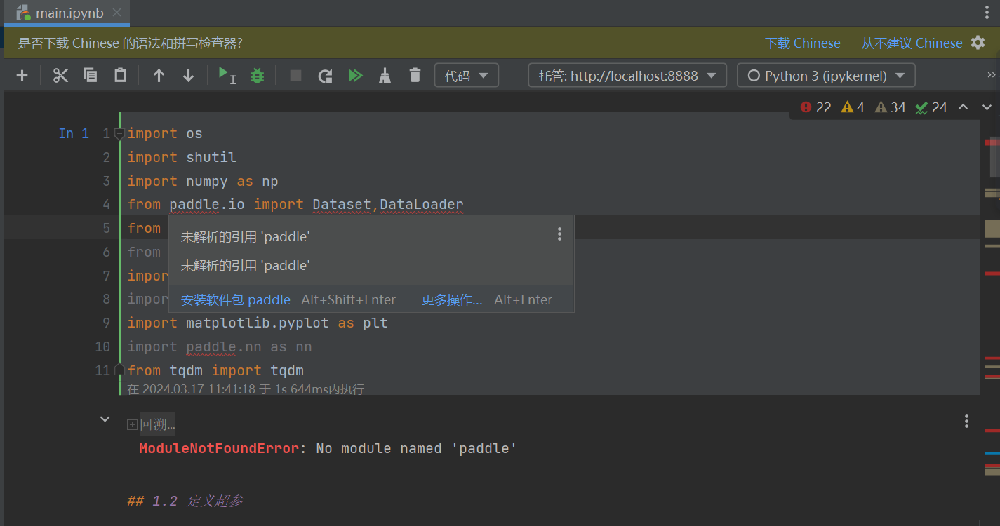 main.ipynb
是否下载 Chinese 的语法和拼写检查器? 下载 Chinese 从不建议 Chinese
代码 托管: http://localhost:8888 Python 3 (ipykernel)
22 4 34 24
In 1 1 import os
2 import shutil
3 import numpy as np
4 from paddle.io import Dataset,DataLoader
5 from
未解析的引用 'paddle'
6 from
未解析的引用 'paddle'
7 impor
8 impor
安装软件包 paddle Alt+Shift+Enter 更多操作... Alt+Enter
9 import matplotlib.pyplot as plt
10 import paddle.nn as nn
11 from tqdm import tqdm
在 2024.03.17 11:41:18 于 1s 644ms内执行
回溯...
ModuleNotFoundError: No module named 'paddle'
## 1.2 定义超参